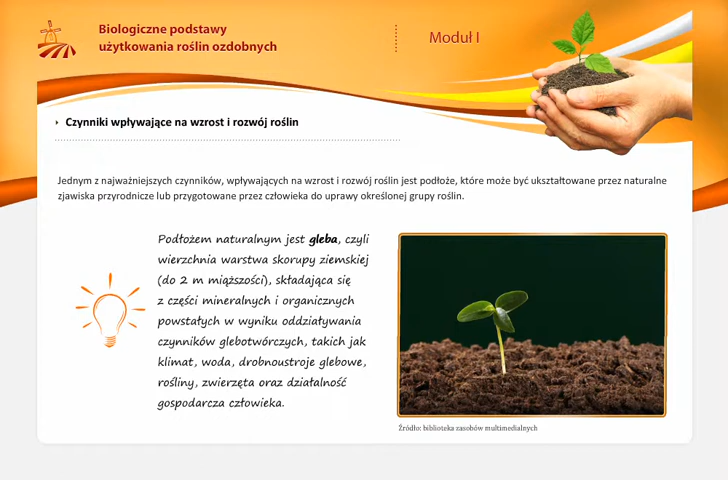 Biologiczne podstawy
użytkowania roślin ozdobnych
Moduł I
Czynniki wpływające na wzrost i rozwój roślin
Jednym z najważniejszych czynników, wpływających na wzrost i rozwój roślin jest podłoże, które może być ukształtowane przez naturalne
zjawiska przyrodnicze lub przygotowane przez człowieka do uprawy określonej grupy roślin.
Podłożem naturalnym jest gleba, czyli
wierzchnia warstwa skorupy ziemskiej
(do 2 m miąższości), składająca się
z części mineralnych i organicznych
powstałych w wyniku oddziaływania
czynników glebotwórczych, takich jak
klimat, woda, drobnoustroje glebowe,
rośliny, zwierzęta oraz działalność
gospodarcza człowieka.
Źródło: biblioteka zasobów multimedialnych